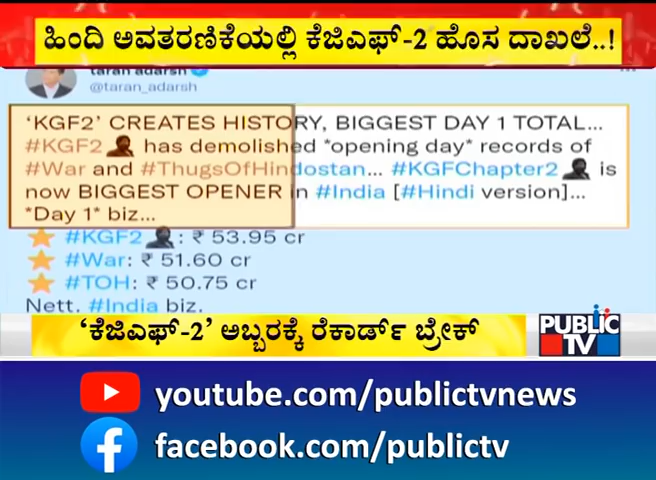 ಹಿಂದಿ ಅವತರಣಿಕೆಯಲ್ಲಿ ಕೆಜಿಎಫ್-2 ಹೊಸ ದಾಖಲೆ..!
taran adarsh
@taran_adarsh
‘KGF2’ CREATES HISTORY, BIGGEST DAY 1 TOTAL...
#KGF2 has demolished *opening day* records of
#War and #ThugsOfHindostan... #KGFChapter2 is
now BIGGEST OPENER in #India [#Hindi version]...
*Day 1* biz...
⭐ #KGF2: ₹ 53.95 cr
⭐ #War: ₹ 51.60 cr
⭐ #TOH: ₹ 50.75 cr
Nett. #India biz.
‘ಕೆಜಿಎಫ್-2’ ಅಬ್ಬರಕ್ಕೆ ರೆಕಾರ್ಡ್ ಬ್ರೇಕ್
PUBLIC
TV
youtube.com/publictvnews
facebook.com/publictv